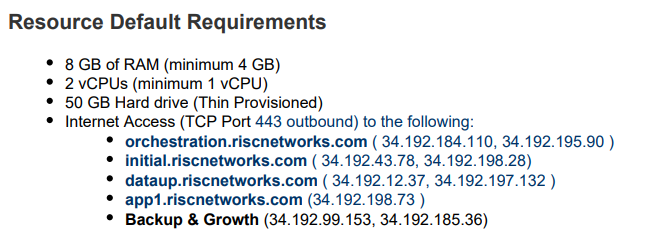 Resource Default Requirements
8 GB of RAM (minimum 4 GB)
2 vCPUs (minimum 1 vCPU)
50 GB Hard drive (Thin Provisioned)
Internet Access (TCP Port 443 outbound) to the following:
orchestration.riscnetworks.com ( 34.192.184.110, 34.192.195.90 )
initial.riscnetworks.com ( 34.192.43.78, 34.192.198.28)
dataup.riscnetworks.com ( 34.192.12.37, 34.192.197.132 )
app1.riscnetworks.com (34.192.198.73 )
Backup & Growth (34.192.99.153, 34.192.185.36)